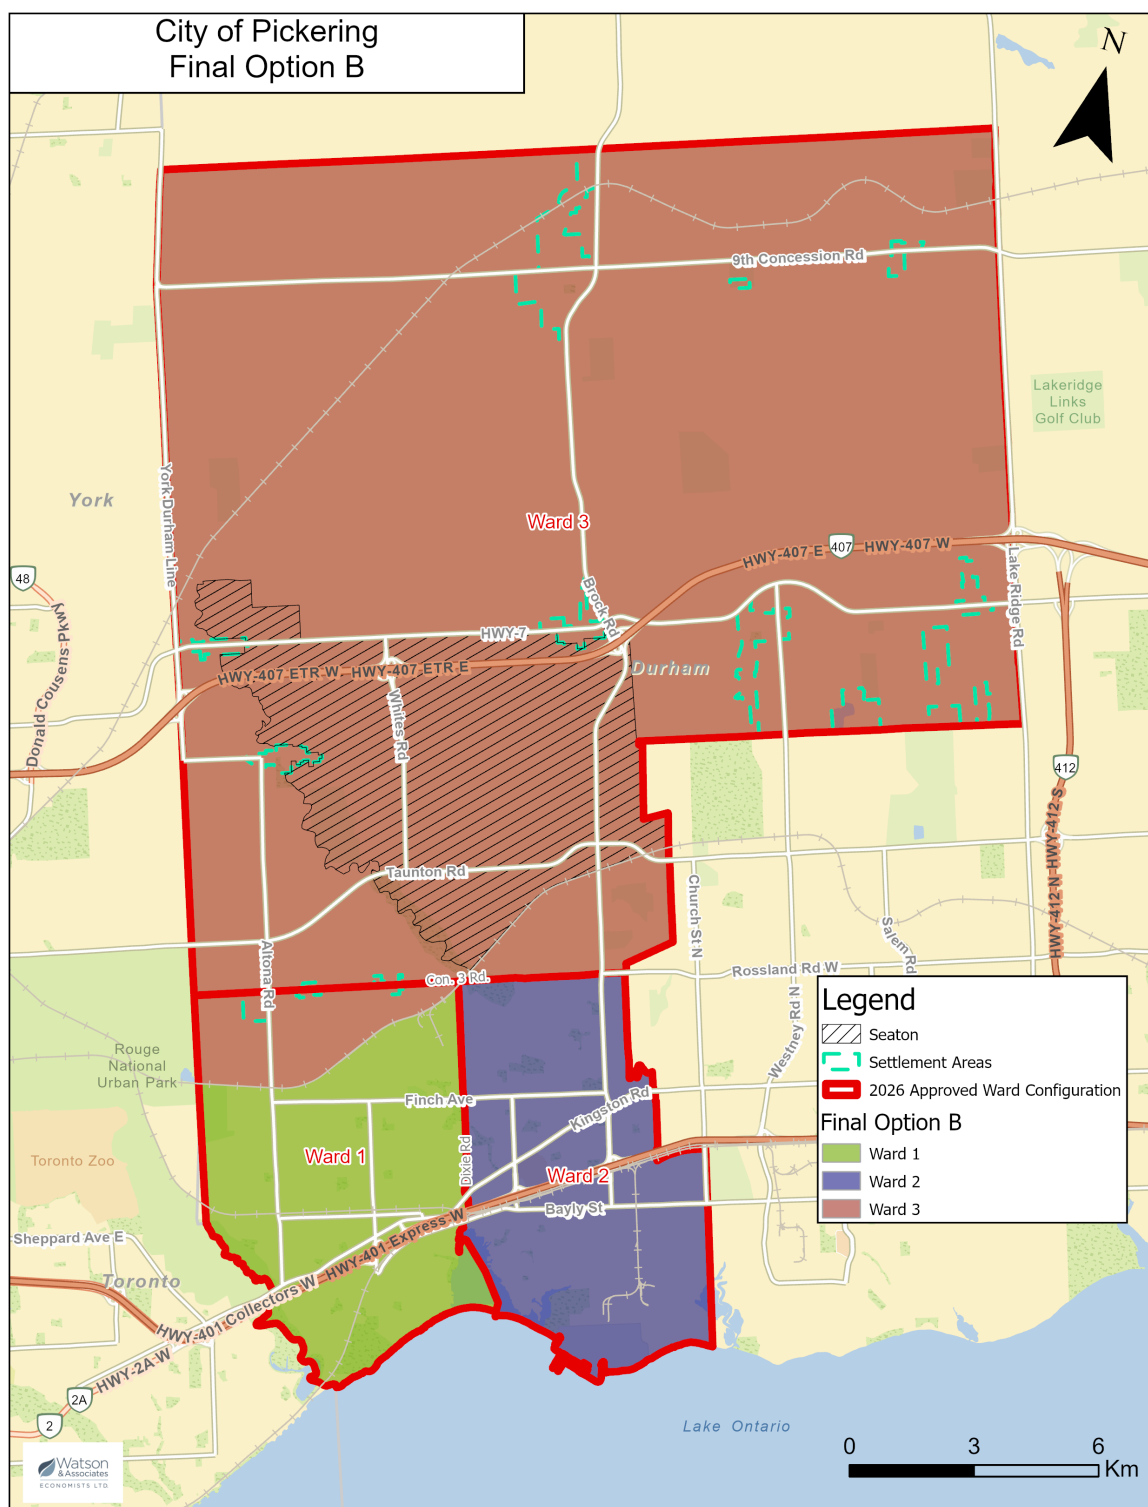 City of Pickering
Final Option B
N
9th Concession Rd
Lakeridge
Links
Golf Club
York
York Durham Line
Ward 3
HWY-407 E
407
HWY-407 W
48
Donald Cousens Pkwy
Brock Rd
Lake Ridge Rd
HWY-7
HWY-407 ETR W
HWY-407 ETR E
Durham
Whites Rd
412
HWY-412 N
HWY-412 S
Taunton Rd
Church St N
Salem Rd
Altona Rd
Con. 3 Rd.
Rossland Rd W
Westney Rd N
Rouge
National
Urban Park
Finch Ave
Kingston Rd
Dixie Rd
Toronto Zoo
Ward 1
Ward 2
Bayly St
Sheppard Ave E
HWY-401 Express W
Toronto
HWY-401 Collectors W
HWY-2A W
2A
2
Lake Ontario
Legend
Seaton
Settlement Areas
2026 Approved Ward Configuration
Final Option B
Ward 1
Ward 2
Ward 3
0 3 6
Km
Watson
& Associates
ECONOMISTS LTD.